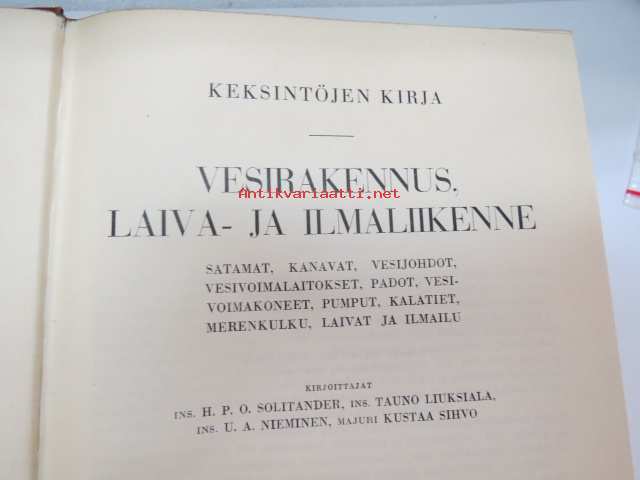 KEKSINTÖJEN KIRJA
VESIRAKENNUS,
Antikvariaatti.net
LAIVA- JA ILMALIIKENNE
SATAMAT, KANAVAT, VESIJOHDOT,
VESIVOIMALAITOKSET, PADOT, VESI-
VOIMAKONEET, PUMPUT, KALATIET,
MERENKULKU, LAIVAT JA ILMAILU
KIRJOITTAJAT
INS. H. P. O. SOLITANDER, INS. TAUNO LIUKSIALA,
INS. U. A. NIEMINEN, MAJURI KUSTAA SIHVO